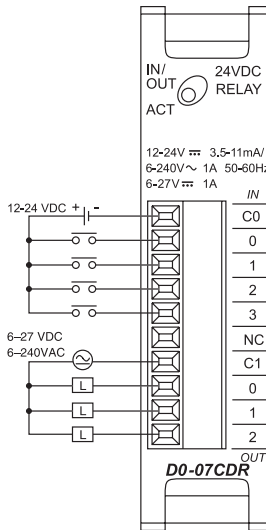 IN/
OUT
ACT
24VDC
RELAY
12-24V ⎓ 3.5-11mA/
6-240V~ 1A 50-60Hz
6-27V ⎓ 1A
IN
12-24 VDC + -
C0
0
1
2
3
NC
6–27 VDC
6–240VAC
C1
L 0
L 1
L 2
OUT
D0-07CDR